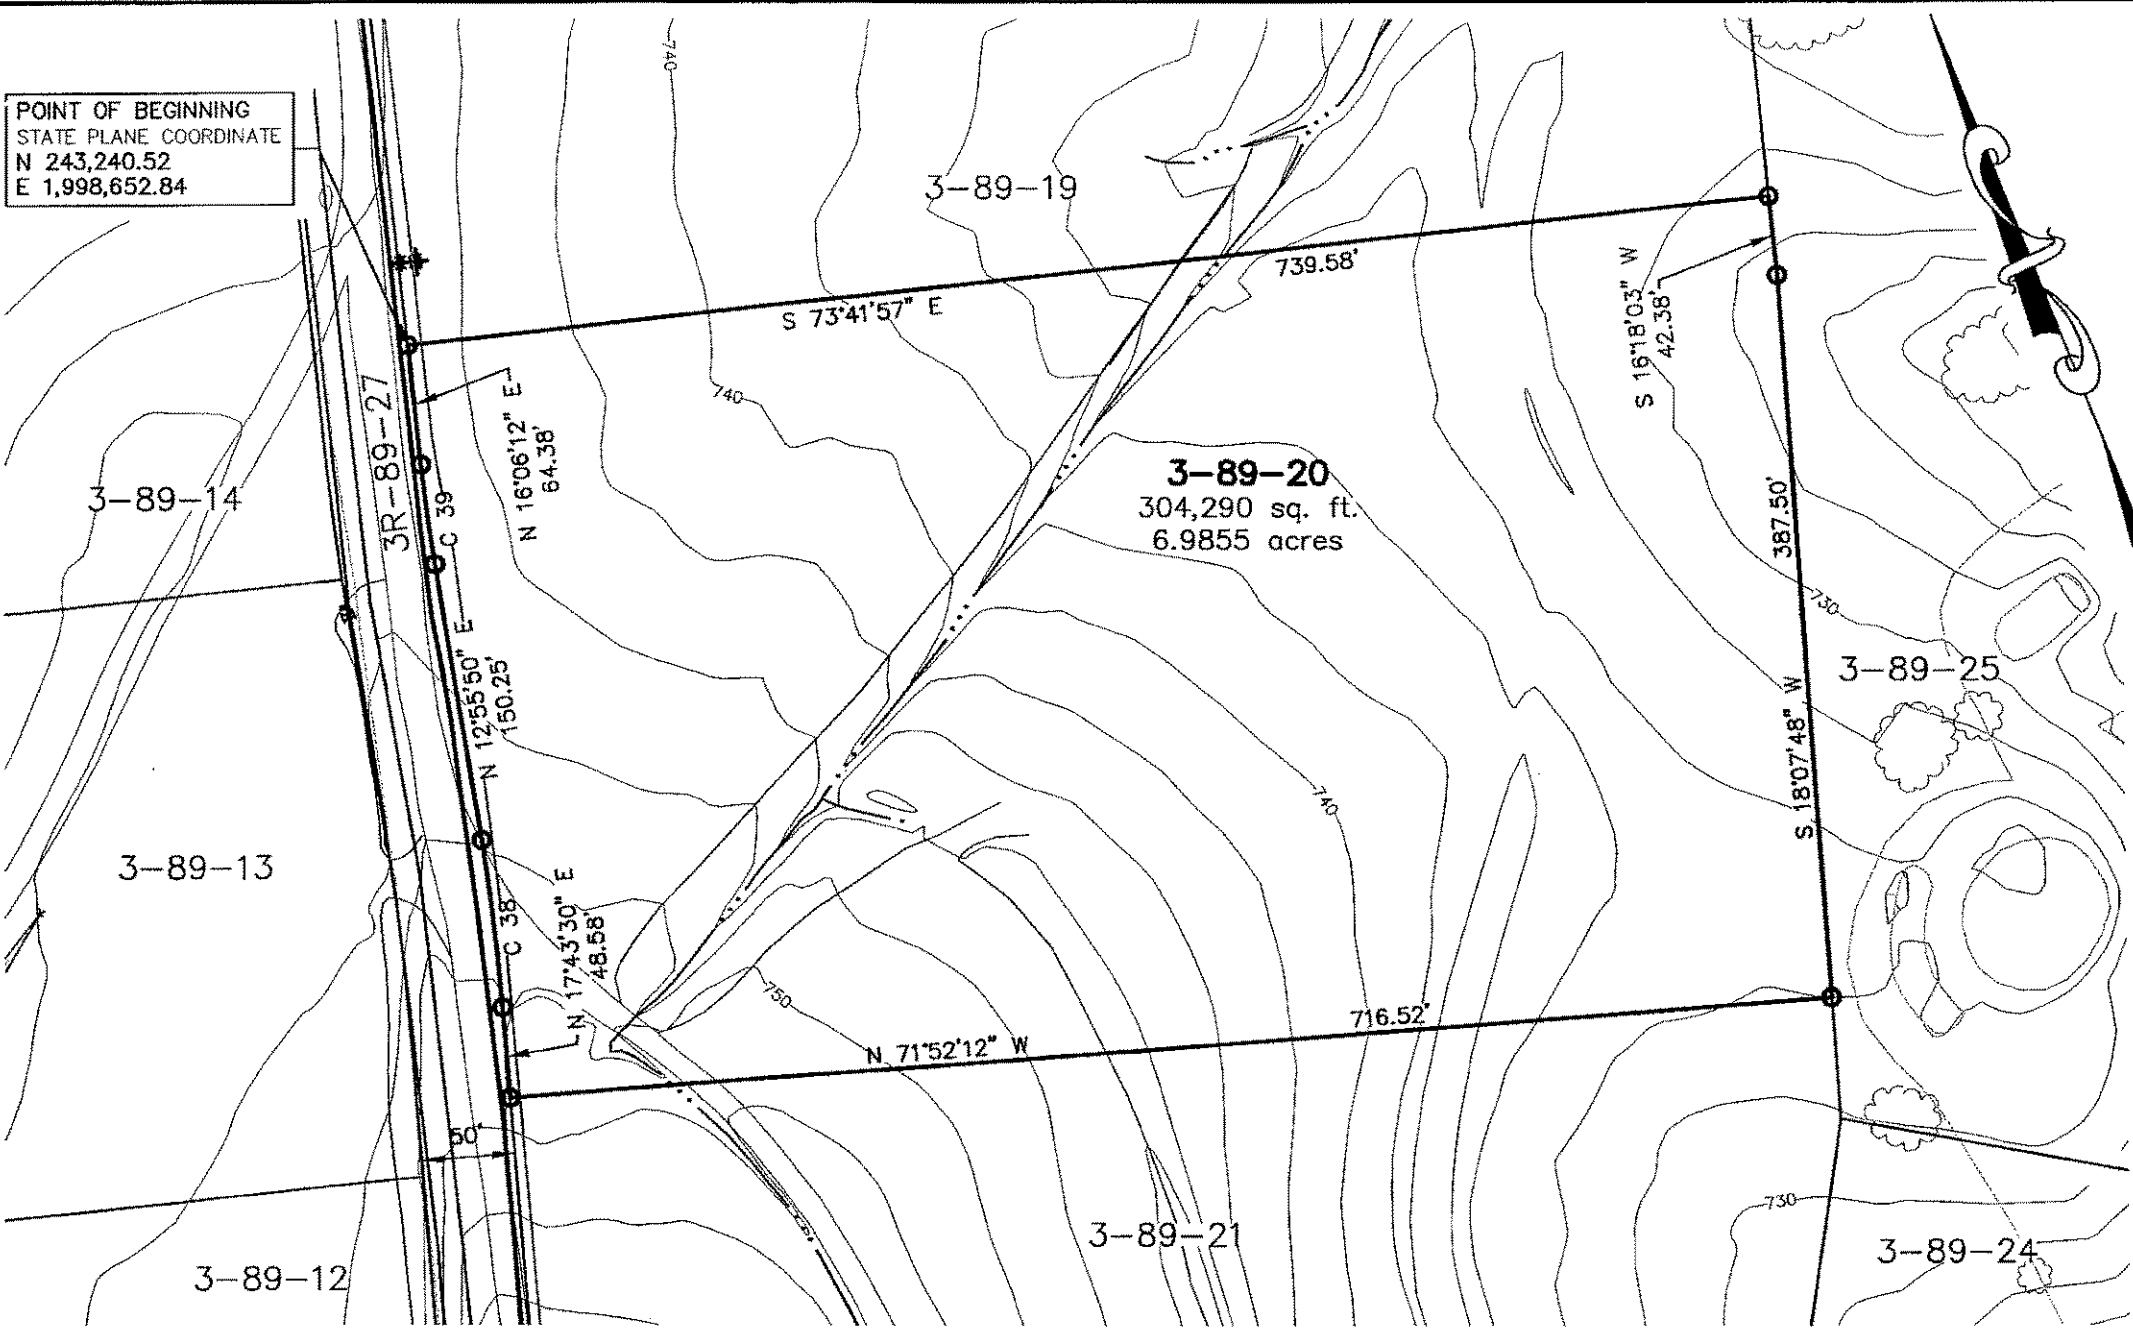 POINT OF BEGINNING
STATE PLANE COORDINATE
N 243,240.52
E 1,998,652.84
740
3-89-19
739.58'
S 73°41'57" E
S 16°18'03" W
42.38'
3R-89-27
N 16°06'12" E
64.38'
740
3-89-14
C 39
3-89-20
304,290 sq. ft.
6.9855 acres
387.50'
730
N 12°55'50" E
150.25'
3-89-25
S 18°07'48" W
740
3-89-13
C 38
N 17°43'30" E
48.58'
750
716.52'
N 71°52'12" W
50'
730
3-89-21
3-89-24
3-89-12